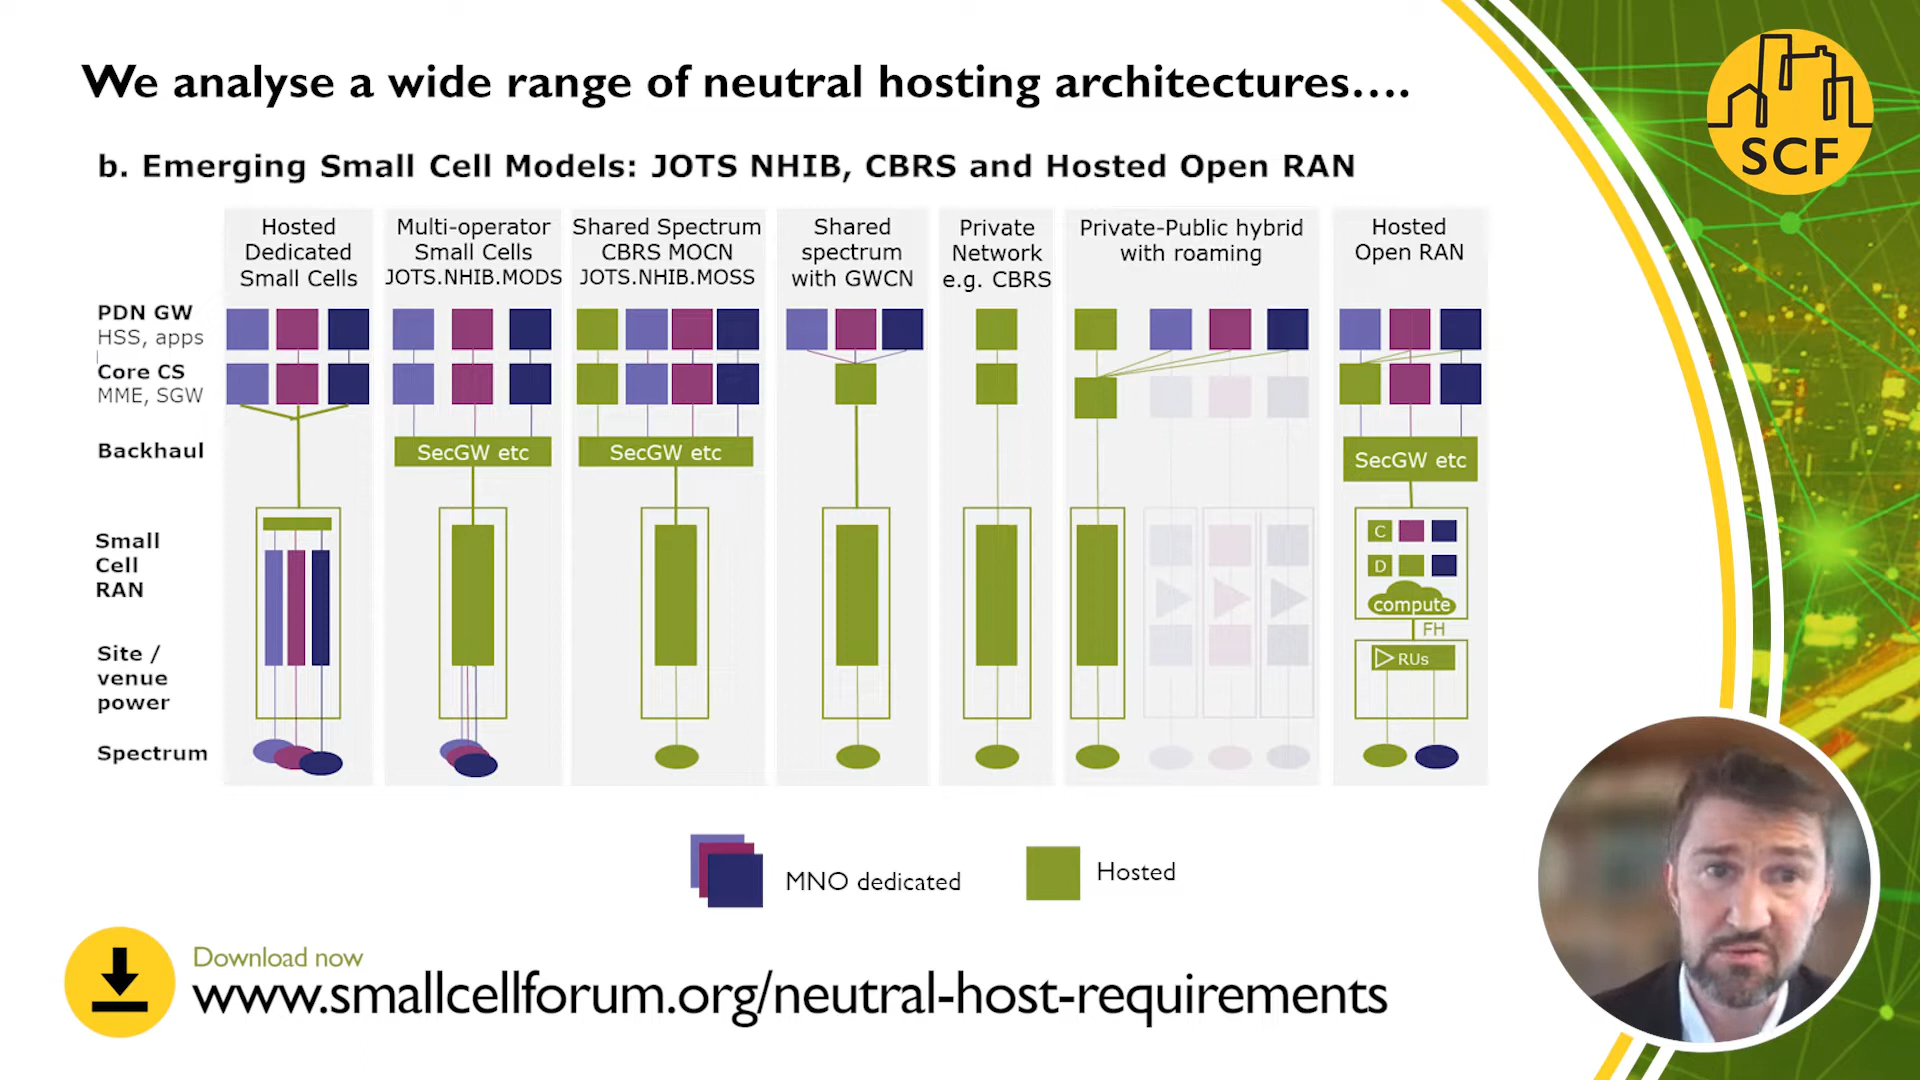 We analyse a wide range of neutral hosting architectures....
SCF
b. Emerging Small Cell Models: JOTS NHIB, CBRS and Hosted Open RAN
Hosted
Dedicated
Small Cells
Multi-operator
Small Cells
JOTS.NHIB.MODS
Shared Spectrum
CBRS MOCN
JOTS.NHIB.MOSS
Shared
spectrum
with GWCN
Private
Network
e.g. CBRS
Private-Public hybrid
with roaming
Hosted
Open RAN
PDN GW
HSS, apps
Core CS
MME, SGW
Backhaul
SecGW etc
SecGW etc
SecGW etc
Small
Cell
RAN
C
D
compute
FH
RUs
Site /
venue
power
Spectrum
MNO dedicated
Hosted
Download now
www.smallcellforum.org/neutral-host-requirements